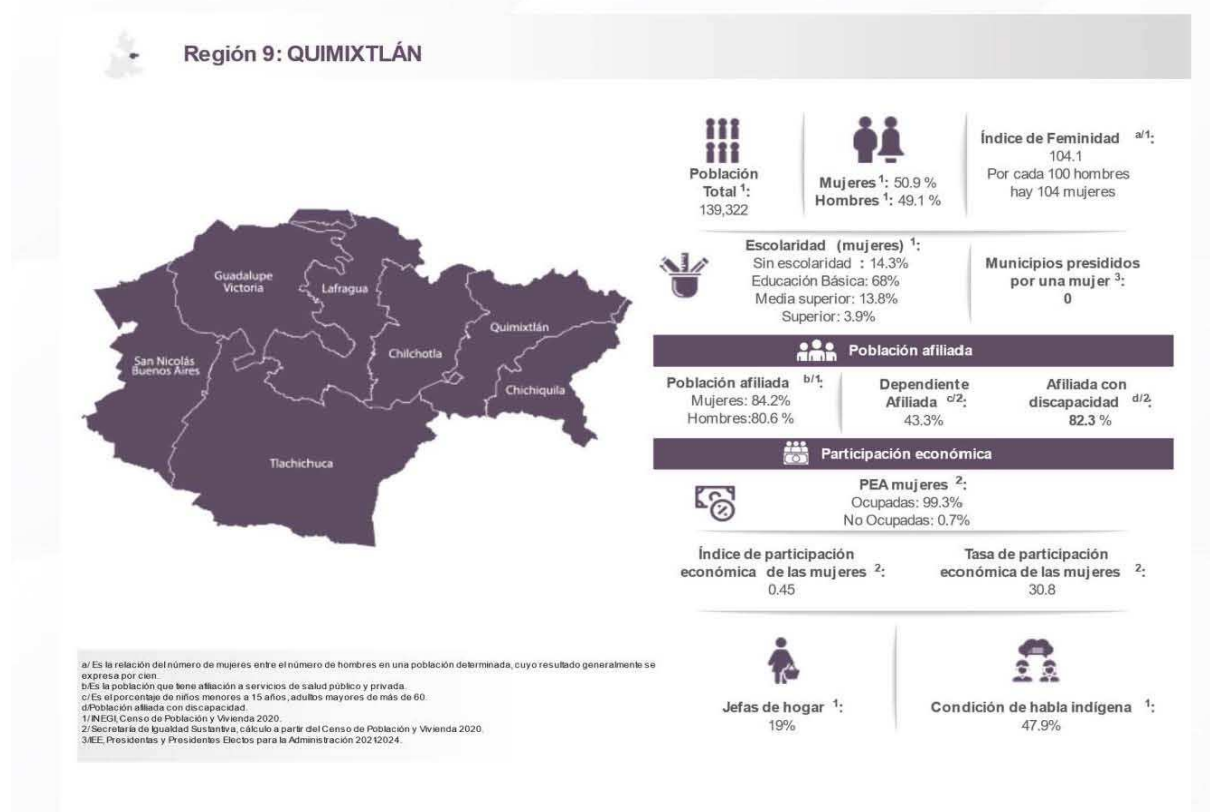 Región 9: QUIMIXTLÁN
Guadalupe
Victoria
Lafragua
Quimixtlán
Chilchotla
San Nicolás
Buenos Aires
Chichiquila
Tlachichuca
Población
Total ¹:
139,322
Mujeres ¹: 50.9 %
Hombres ¹: 49.1 %
Índice de Feminidad a/1:
104.1
Por cada 100 hombres
hay 104 mujeres
Escolaridad (mujeres) ¹:
Sin escolaridad : 14.3%
Educación Básica: 68%
Media superior: 13.8%
Superior: 3.9%
Municipios presididos
por una mujer ³:
0
Población afiliada
Población afiliada b/1:
Mujeres: 84.2%
Hombres:80.6 %
Dependiente
Afiliada c/2:
43.3%
Afiliada con
discapacidad d/2:
82.3 %
Participación económica
PEA mujeres ²:
Ocupadas: 99.3%
No Ocupadas: 0.7%
Índice de participación
económica de las mujeres ²:
0.45
Tasa de participación
económica de las mujeres ²:
30.8
Jefas de hogar ¹:
19%
Condición de habla indígena ¹:
47.9%
a/ Es la relación del número de mujeres entre el número de hombres en una población determinada, cuyo resultado generalmente se
expresa por cien.
b/Es la población que tiene afiliación a servicios de salud público y privada.
c/ Es el porcentaje de niños menores a 15 años, adultos mayores de más de 60.
d/Población afiliada con discapacidad.
1/ INEGI, Censo de Población y Vivienda 2020.
2/ Secretaría de Igualdad Sustantiva, cálculo a partir del Censo de Población y Vivienda 2020.
3/IEE, Presidentas y Presidentes Electos para la Administración 20212024.